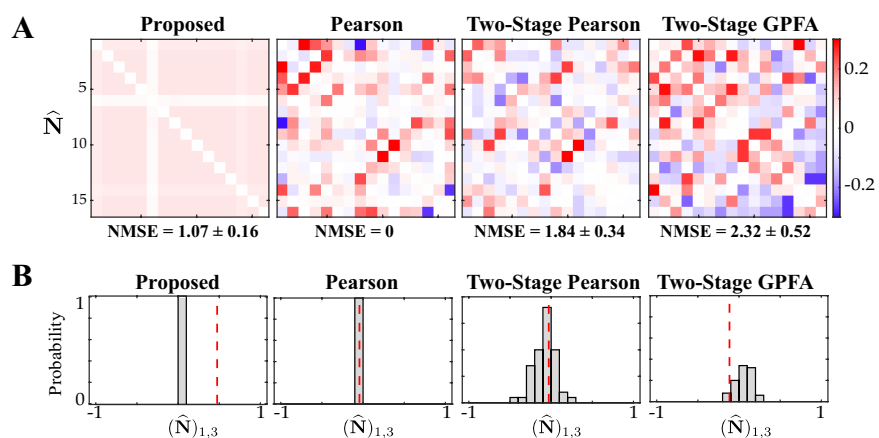 A
Proposed Pearson Two-Stage Pearson Two-Stage GPFA
5
10
15
N̂
0.2
0
-0.2
NMSE = 1.07 ± 0.16 NMSE = 0 NMSE = 1.84 ± 0.34 NMSE = 2.32 ± 0.52
B
Proposed Pearson Two-Stage Pearson Two-Stage GPFA
Probability
1
0
-1 1 -1 1 -1 1 -1 1
(N̂)1,3 (N̂)1,3 (N̂)1,3 (N̂)1,3